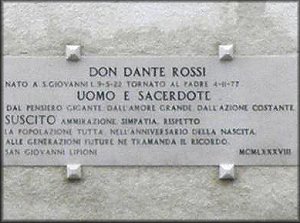 DON DANTE ROSSI
NATO A S. GIOVANNI L. 9-5-22 TORNATO AL PADRE 4-11-77
UOMO E SACERDOTE
DAL PENSIERO GIGANTE, DALL'AMORE GRANDE, DALL'AZIONE COSTANTE
SUSCITO AMMIRAZIONE, SIMPATIA, RISPETTO
LA POPOLAZIONE TUTTA, NELL'ANNIVERSARIO DELLA NASCITA,
ALLE GENERAZIONI FUTURE NE TRAMANDA IL RICORDO.
SAN GIOVANNI LIPIONI MCMLXXXVIII